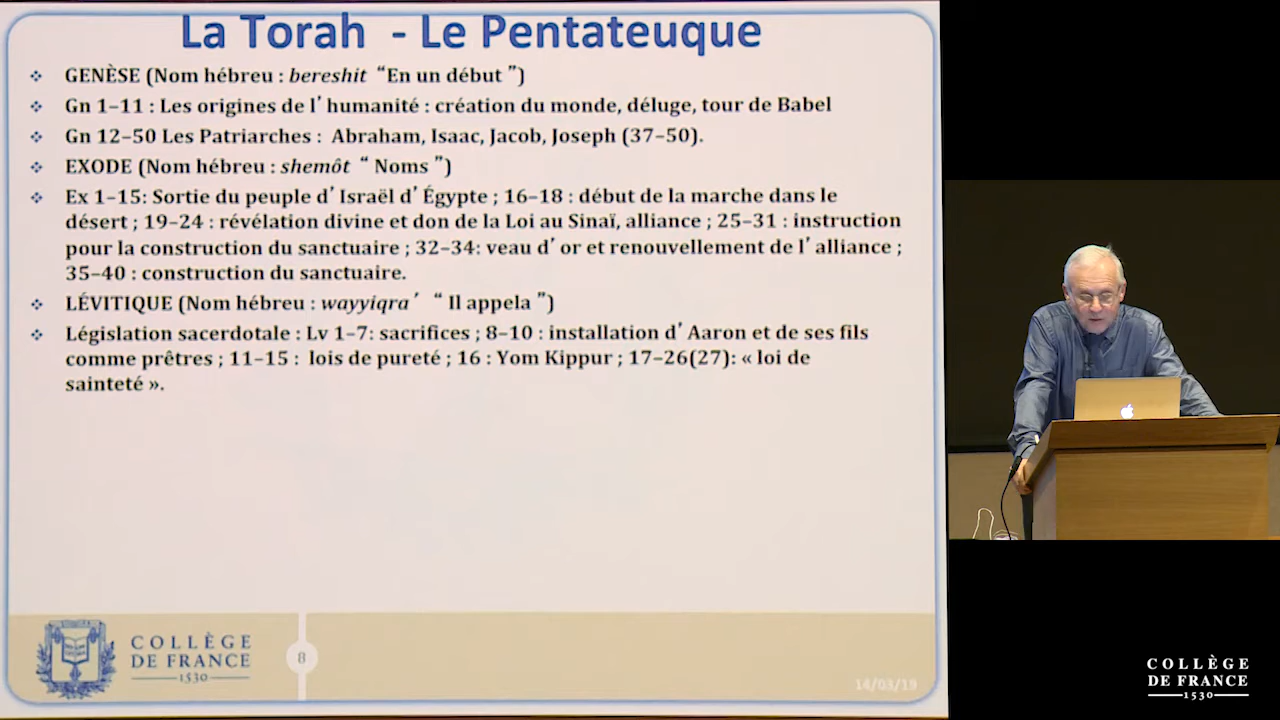 La Torah - Le Pentateuque
❖ GENÈSE (Nom hébreu : bereshit “En un début ”)
❖ Gn 1–11 : Les origines de l’ humanité : création du monde, déluge, tour de Babel
❖ Gn 12–50 Les Patriarches : Abraham, Isaac, Jacob, Joseph (37–50).
❖ EXODE (Nom hébreu : shemôt “ Noms ”)
❖ Ex 1–15: Sortie du peuple d’ Israël d’ Égypte ; 16–18 : début de la marche dans le
désert ; 19–24 : révélation divine et don de la Loi au Sinaï, alliance ; 25–31 : instruction
pour la construction du sanctuaire ; 32–34: veau d’ or et renouvellement de l’ alliance ;
35–40 : construction du sanctuaire.
❖ LÉVITIQUE (Nom hébreu : wayyiqra’ “ Il appela ”)
❖ Législation sacerdotale : Lv 1–7: sacrifices ; 8–10 : installation d’ Aaron et de ses fils
comme prêtres ; 11–15 : lois de pureté ; 16 : Yom Kippur ; 17–26(27): « loi de
sainteté ».
COLLÈGE
DE FRANCE
1530
8
14/03/19
COLLÈGE
DE FRANCE
1530